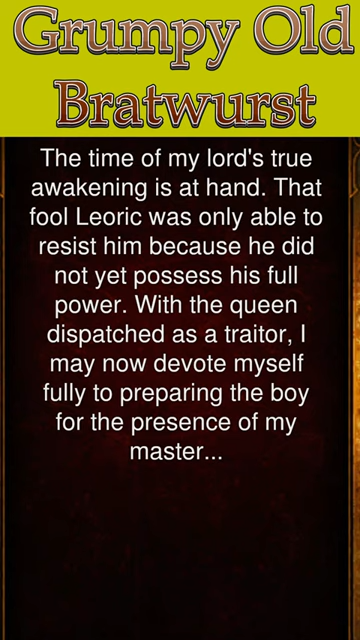 Grumpy Old
Bratwurst
The time of my lord's true
awakening is at hand. That
fool Leoric was only able to
resist him because he did
not yet possess his full
power. With the queen
dispatched as a traitor, I
may now devote myself
fully to preparing the boy
for the presence of my
master...